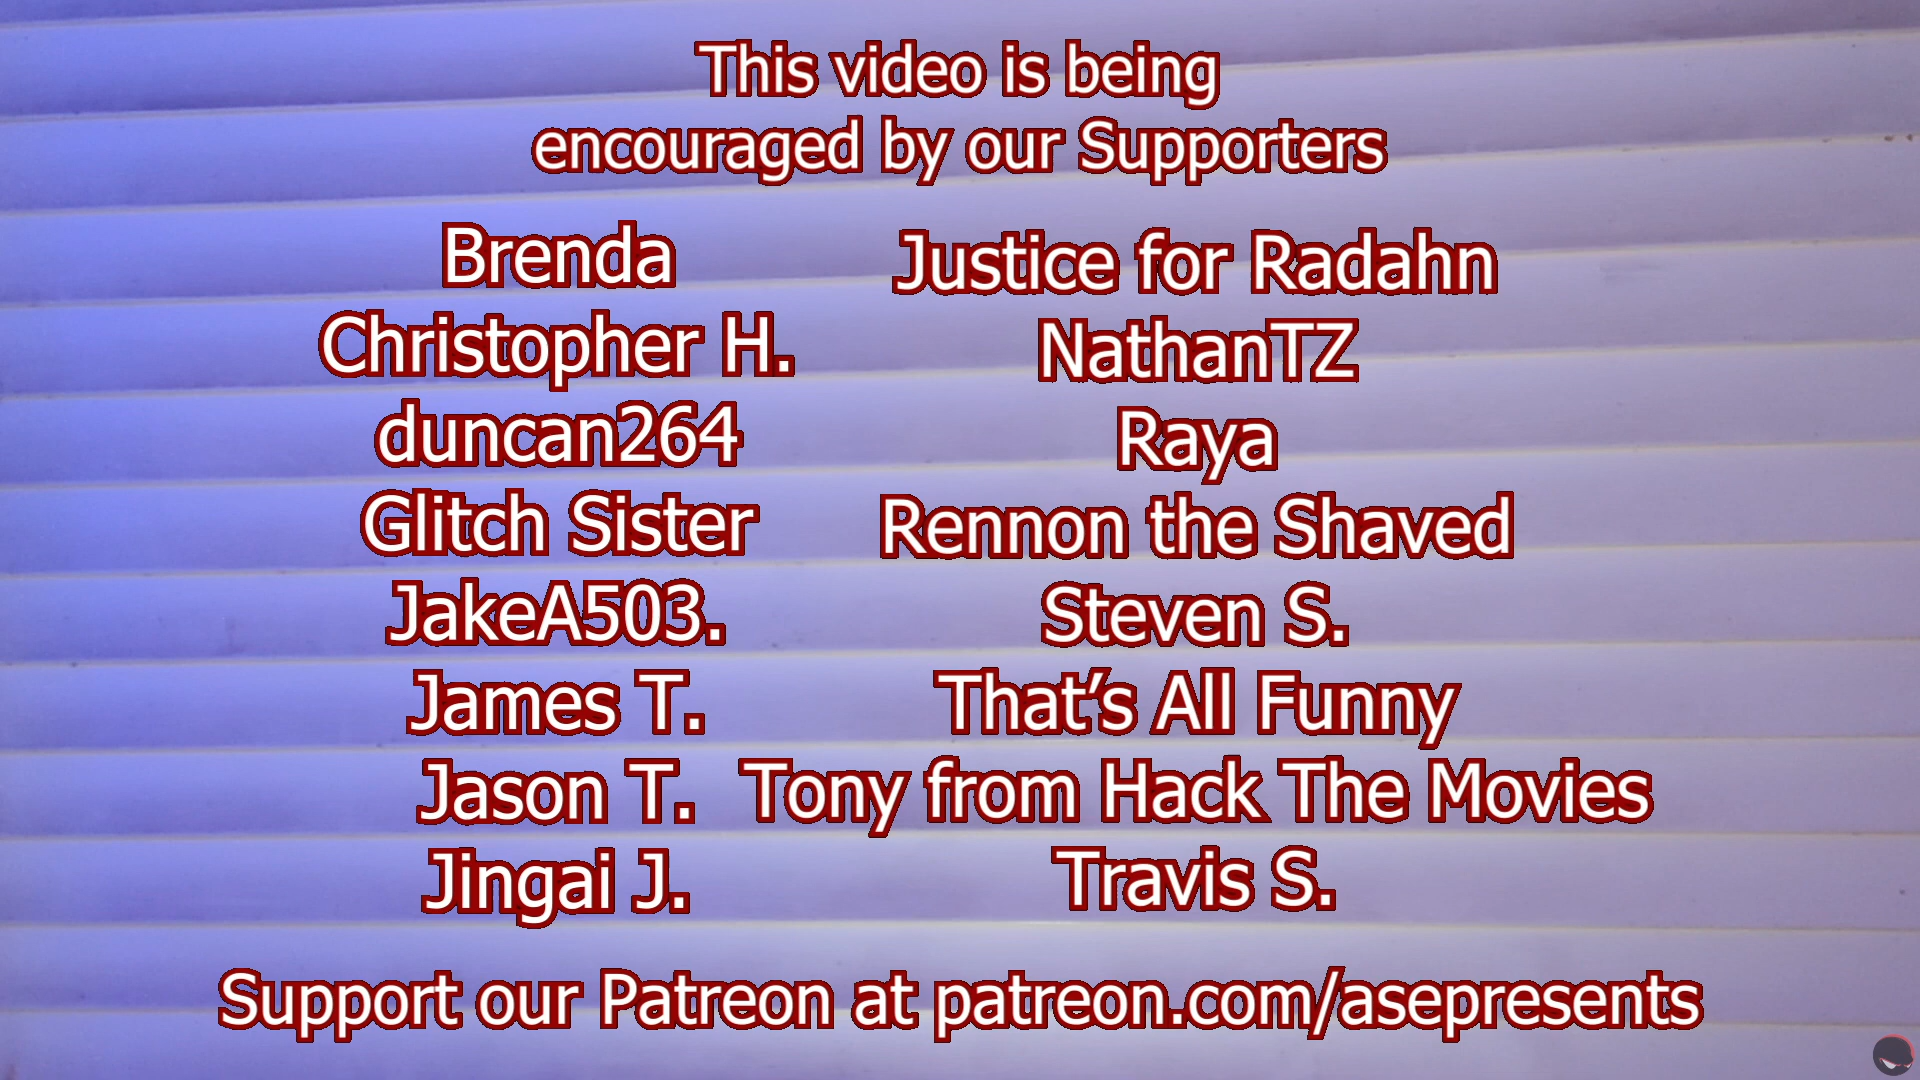 This video is being
encouraged by our Supporters
Brenda
Christopher H.
duncan264
Glitch Sister
JakeA503.
James T.
Jason T.
Jingai J.
Justice for Radahn
NathanTZ
Raya
Rennon the Shaved
Steven S.
That’s All Funny
Tony from Hack The Movies
Travis S.
Support our Patreon at patreon.com/asepresents